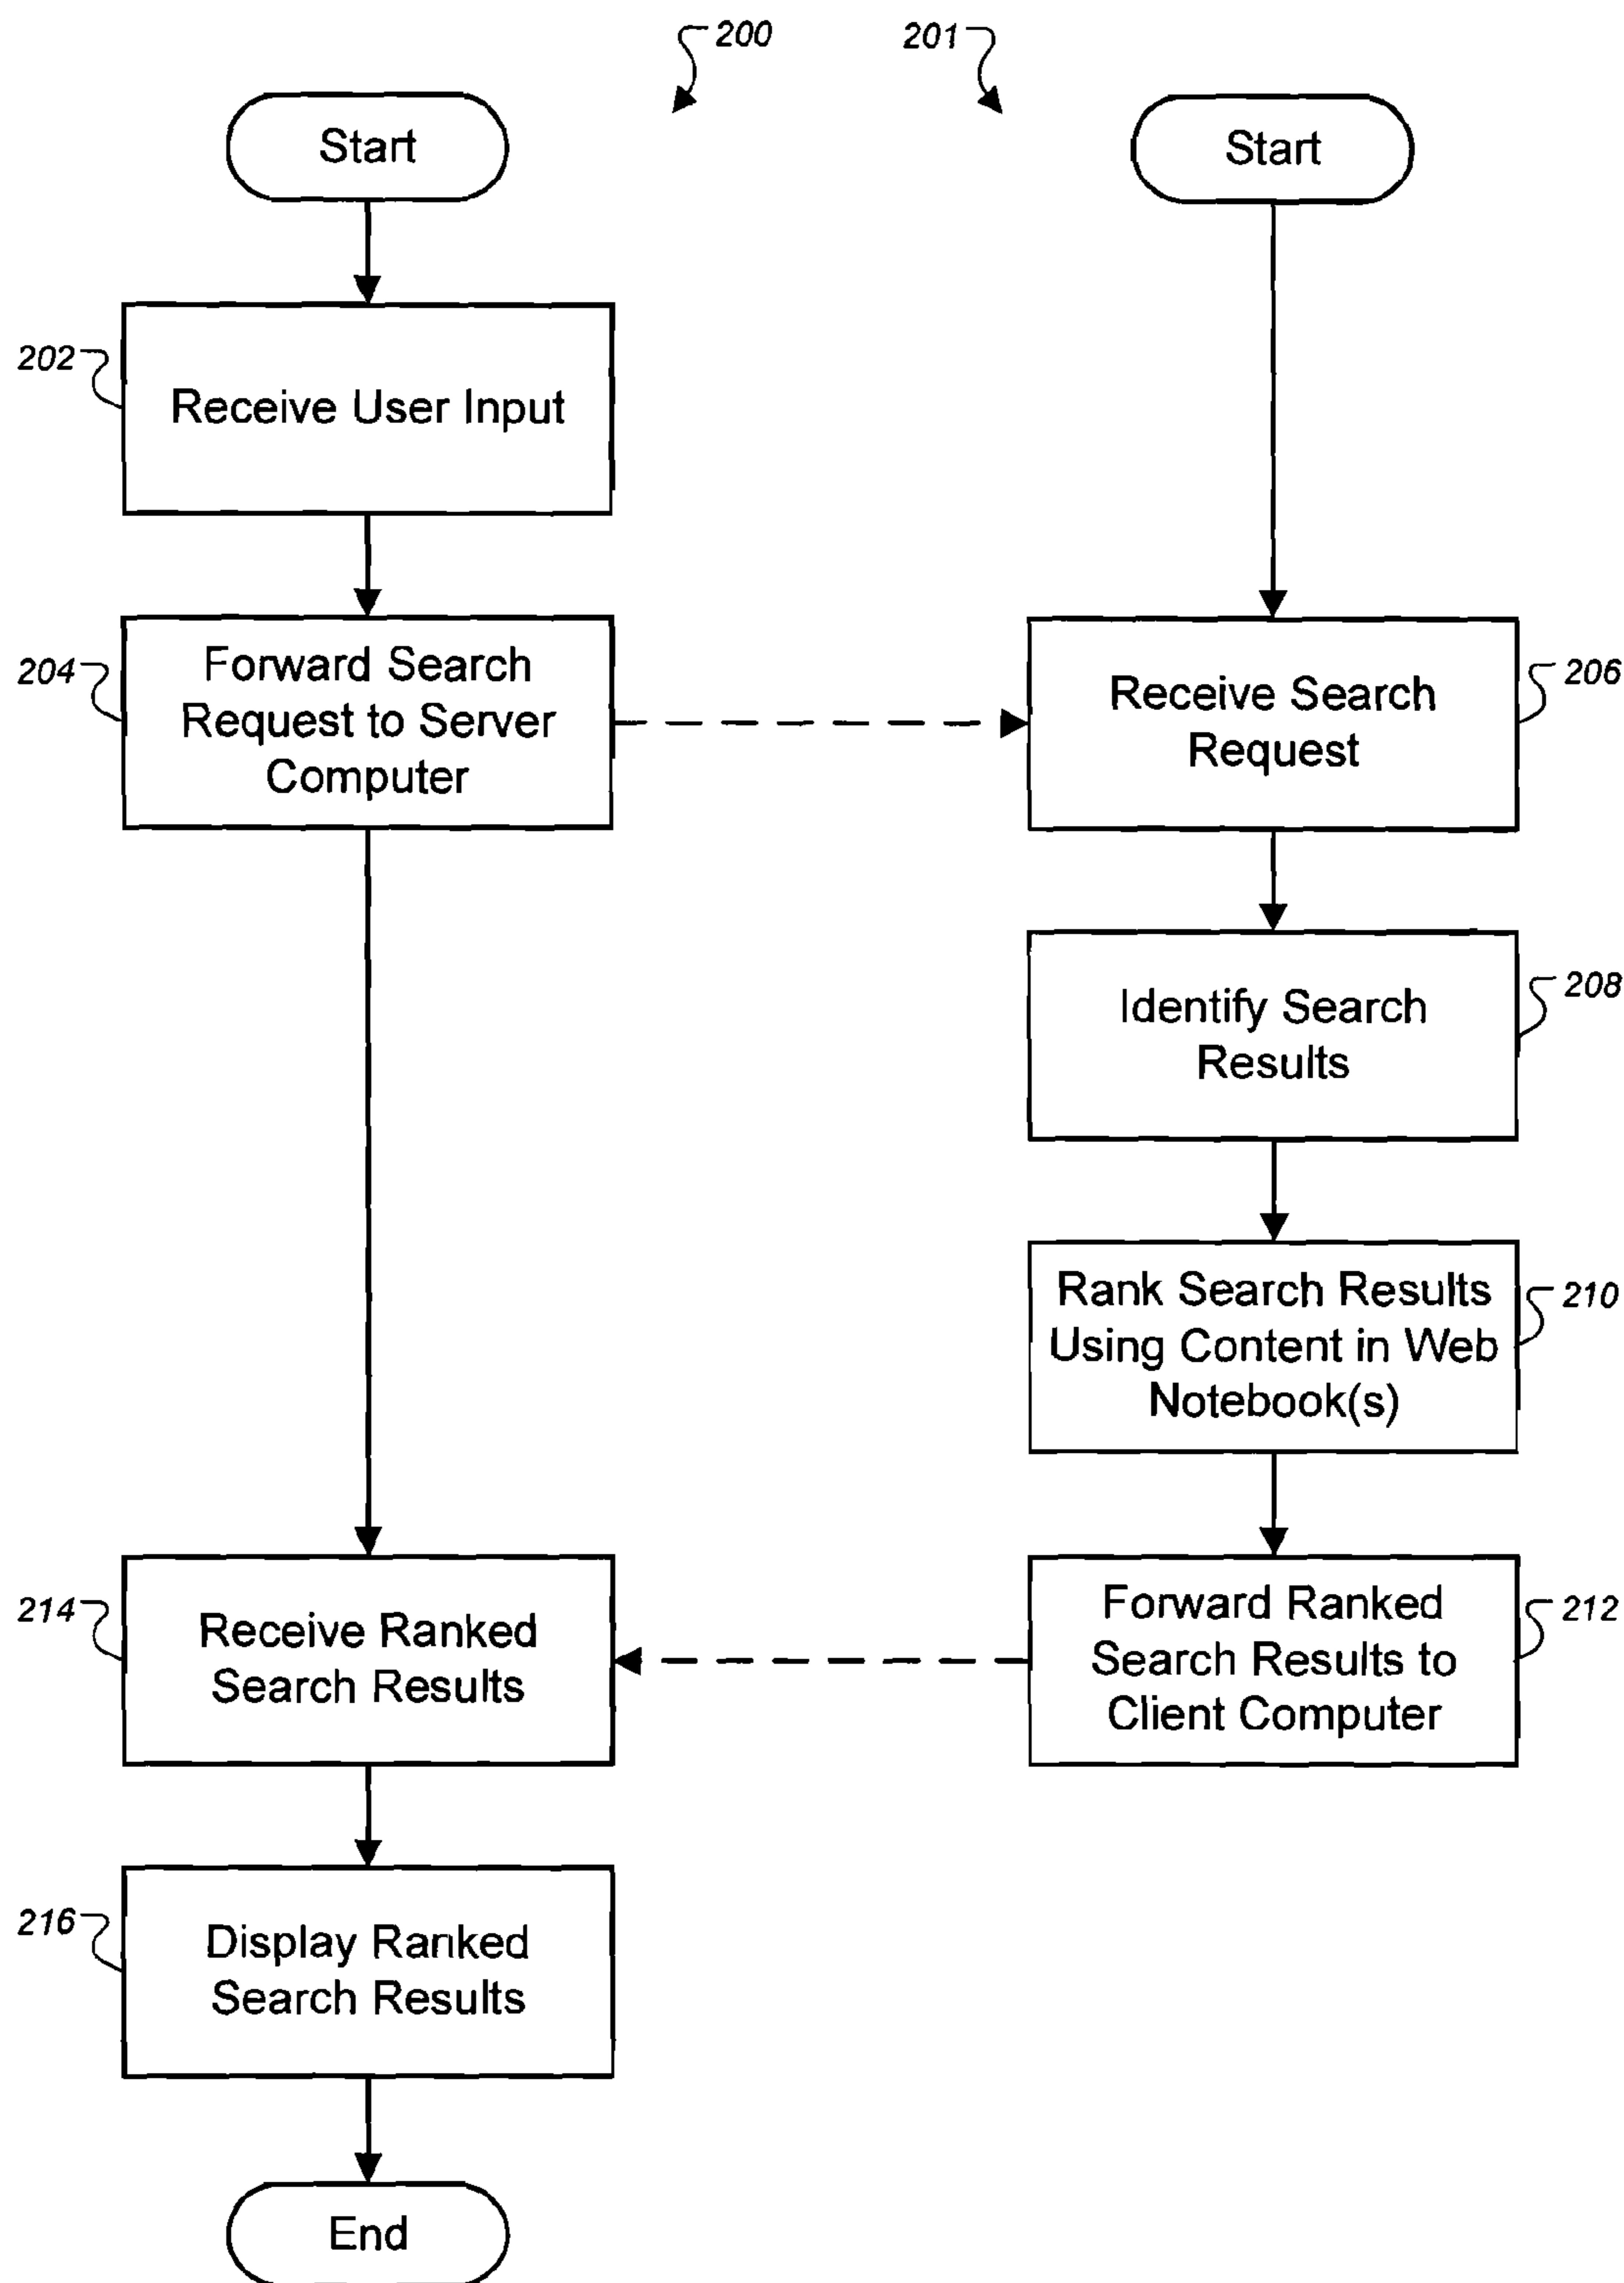 200
201
Start
Start
202
Receive User Input
204
Forward Search
Request to Server
Computer
206
Receive Search
Request
208
Identify Search
Results
210
Rank Search Results
Using Content in Web
Notebook(s)
214
Receive Ranked
Search Results
212
Forward Ranked
Search Results to
Client Computer
216
Display Ranked
Search Results
End